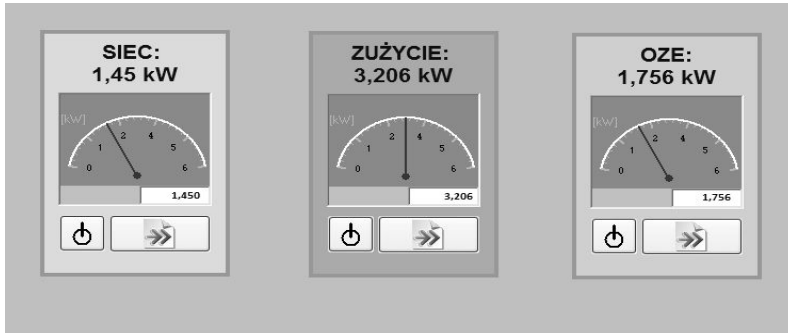 SIEC:
1,45 kW
[kW]
0 1 2 4 5 6
1,450
ZUŻYCIE:
3,206 kW
[kW]
0 1 2 4 5 6
3,206
OZE:
1,756 kW
[kW]
0 1 2 4 5 6
1,756